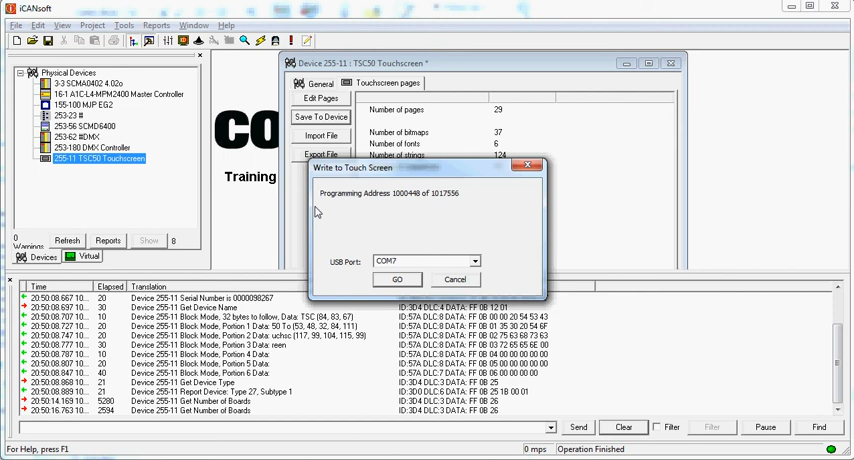 iCANsoft
File Edit View Project Tools Reports Window Help
Physical Devices
3-3 SCMA0402 4.02o
16-1 A1C-L4-MPM2400 Master Controller
155-100 MJP EG2
253-23 #
253-56 SCMD6400
253-62 #DMX
253-180 DMX Controller
255-11 TSC50 Touchscreen
0
Warnings
Refresh
Reports
Show
8
Devices
Virtual
co
Training
Device 255-11 : TSC50 Touchscreen *
General
Touchscreen pages
Edit Pages
Save To Device
Import File
Export File
Number of pages 29
Number of bitmaps 37
Number of fonts 6
Number of strings 124
Write to Touch Screen
Programming Address 1000448 of 1017556
USB Port: COM7
GO
Cancel
Time Elapsed Translation
20:50:08.667 10... 20 Device 255-11 Serial Number is 0000098267
20:50:08.697 10... 30 Device 255-11 Get Device Name ID:3D4 DLC:4 DATA: FF 0B 12 01
20:50:08.707 10... 10 Device 255-11 Block Mode, 32 bytes to follow, Data: TSC (84, 83, 67) ID:57A DLC:8 DATA: FF 0B 00 00 20 54 53 43
20:50:08.727 10... 20 Device 255-11 Block Mode, Portion 1 Data: 50 To (53, 48, 32, 84, 111) ID:57A DLC:8 DATA: FF 0B 01 35 30 20 54 6F
20:50:08.747 10... 20 Device 255-11 Block Mode, Portion 2 Data: uchsc (117, 99, 104, 115, 99) ID:57A DLC:8 DATA: FF 0B 02 75 63 68 73 63
20:50:08.777 10... 30 Device 255-11 Block Mode, Portion 3 Data: reen ID:57A DLC:8 DATA: FF 0B 03 72 65 65 6E 00
20:50:08.787 10... 10 Device 255-11 Block Mode, Portion 4 Data: ID:57A DLC:8 DATA: FF 0B 04 00 00 00 00 00
20:50:08.807 10... 20 Device 255-11 Block Mode, Portion 5 Data: ID:57A DLC:8 DATA: FF 0B 05 00 00 00 00 00
20:50:08.847 10... 40 Device 255-11 Block Mode, Portion 6 Data: ID:57A DLC:7 DATA: FF 0B 06 00 00 00 00
20:50:08.868 10... 21 Device 255-11 Get Device Type ID:3D4 DLC:3 DATA: FF 0B 25
20:50:08.889 10... 21 Device 255-11 Report Device: Type 27, Subtype 1 ID:3D0 DLC:6 DATA: FF 0B 25 1B 00 01
20:50:14.169 10... 5280 Device 255-11 Get Number of Boards ID:3D4 DLC:3 DATA: FF 0B 26
20:50:16.763 10... 2594 Device 255-11 Get Number of Boards ID:3D4 DLC:3 DATA: FF 0B 26
Send
Clear
Filter
Filter
Pause
Find
For Help, press F1
0 mps
Operation Finished